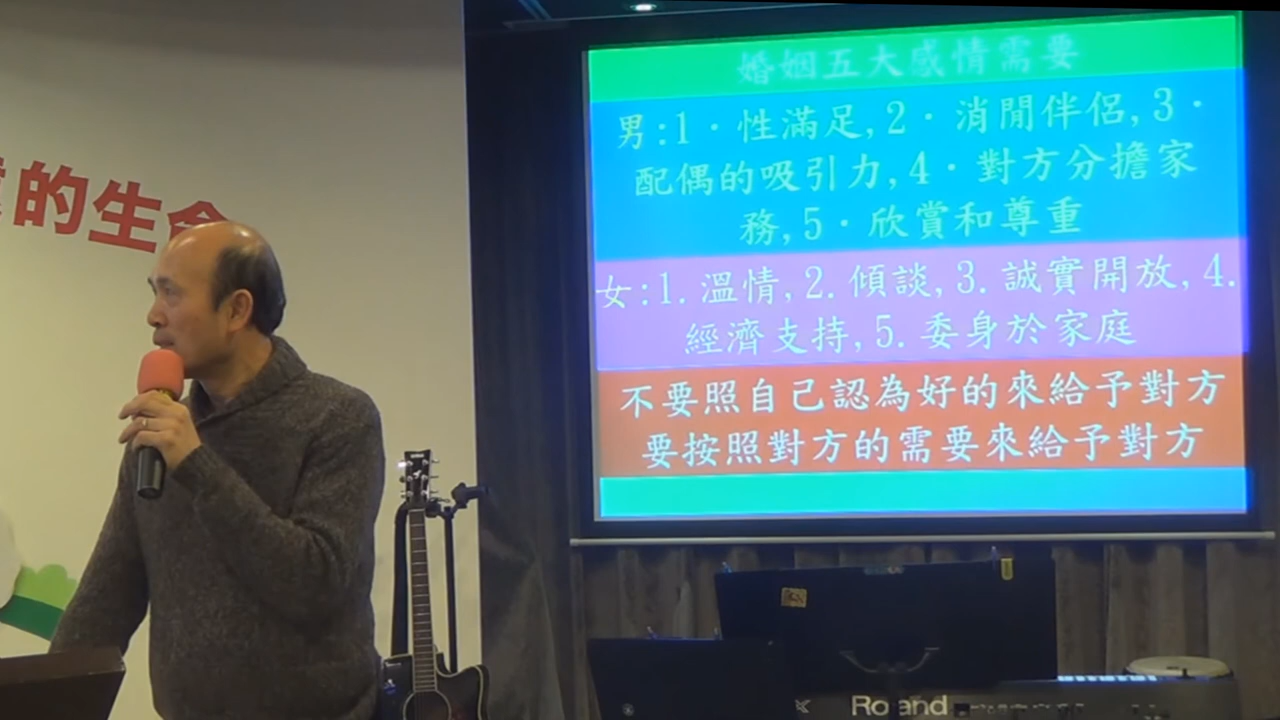 的生命
婚姻五大感情需要
男:1·性滿足,2·消閒伴侶,3·
配偶的吸引力,4·對方分擔家
務,5·欣賞和尊重
女:1.溫情,2.傾談,3.誠實開放,4.
經濟支持,5.委身於家庭
不要照自己認為好的來給予對方
要按照對方的需要來給予對方
Roland